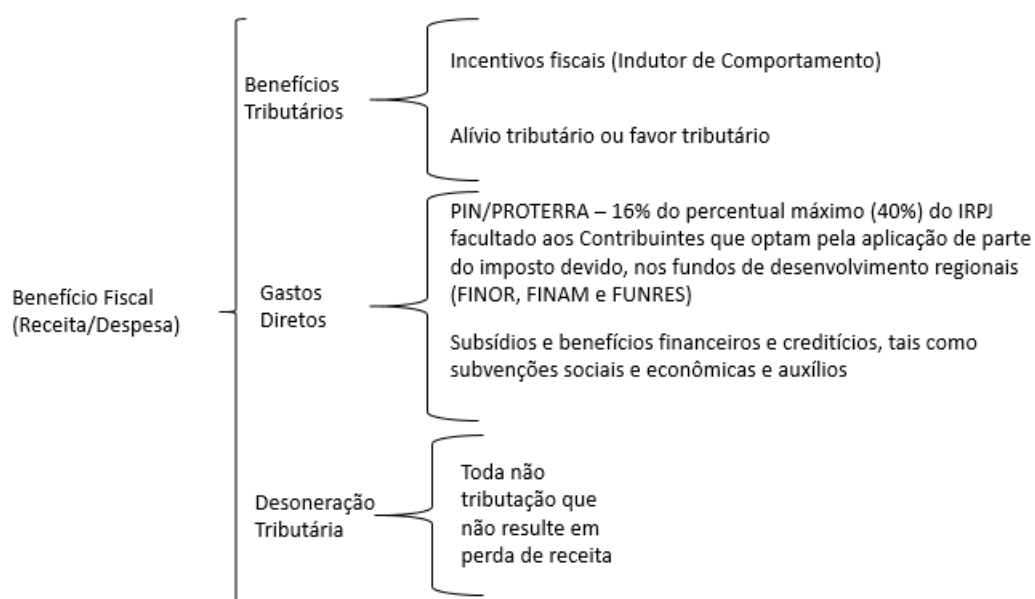 Benefício Fiscal
(Receita/Despesa)
Benefícios
Tributários
Incentivos fiscais (Indutor de Comportamento)
Alívio tributário ou favor tributário
Gastos
Diretos
PIN/PROTERRA – 16% do percentual máximo (40%) do IRPJ
facultado aos Contribuintes que optam pela aplicação de parte
do imposto devido, nos fundos de desenvolvimento regionais
(FINOR, FINAM e FUNRES)
Subsídios e benefícios financeiros e creditícios, tais como
subvenções sociais e econômicas e auxílios
Desoneração
Tributária
Toda não
tributação que
não resulte em
perda de receita